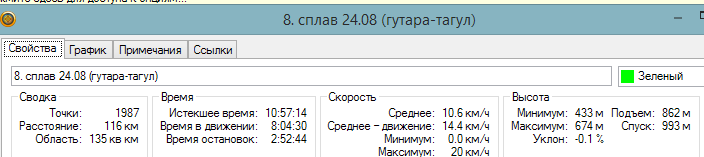 8. сплав 24.08 (гутара-тагул)
Свойства График Примечания Ссылки
8. сплав 24.08 (гутара-тагул) Зеленый
Сводка Время Скорость Высота
Точки: 1987 Истекшее время: 10:57:14 Среднее: 10.6 км/ч Минимум: 433 м Подъем: 862 м
Расстояние: 116 км Время в движении: 8:04:30 Среднее - движение: 14.4 км/ч Максимум: 674 м Спуск: 993 м
Область: 135 кв км Время остановок: 2:52:44 Минимум: 0.0 км/ч Уклон: -0.1 %
Максимум: 20 км/ч